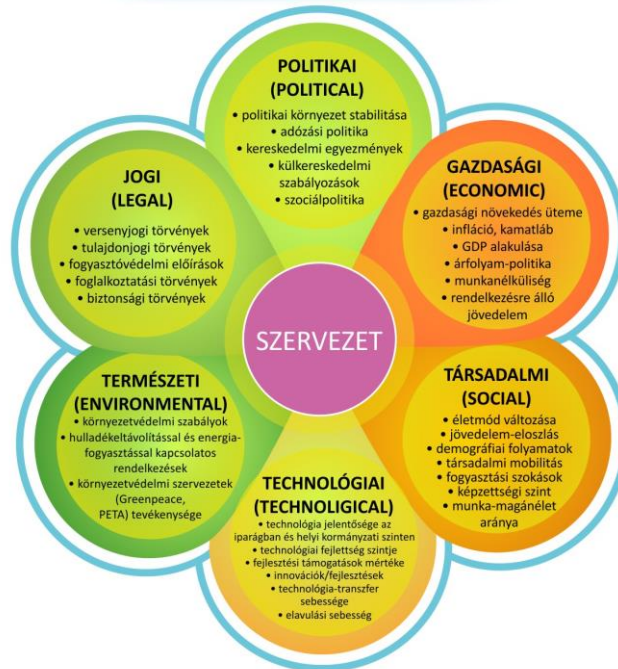 POLITIKAI
(POLITICAL)
• politikai környezet stabilitása
• adózási politika
• kereskedelmi egyezmények
• külkereskedelmi
szabályozások
• szociálpolitika
GAZDASÁGI
(ECONOMIC)
• gazdasági növekedés üteme
• infláció, kamatláb
• GDP alakulása
• árfolyam-politika
• munkanélküliség
• rendelkezésre álló
jövedelem
TÁRSADALMI
(SOCIAL)
• életmód változása
• jövedelem-eloszlás
• demográfiai folyamatok
• társadalmi mobilitás
• fogyasztási szokások
• képzettségi szint
• munka-magánélet
aránya
TECHNOLÓGIAI
(TECHNOLIGICAL)
• technológia jelentősége az
iparágban és helyi kormányzati szinten
• technológiai fejlettség szintje
• fejlesztési támogatások mértéke
• innovációk/fejlesztések
• technológia-transzfer
sebessége
• elavulási sebesség
TERMÉSZETI
(ENVIRONMENTAL)
• környezetvédelmi szabályok
• hulladékeltávolítással és energia-
fogyasztással kapcsolatos
rendelkezések
• környezetvédelmi szervezetek
(Greenpeace,
PETA) tevékenysége
JOGI
(LEGAL)
• versenyjogi törvények
• tulajdonjogi törvények
• fogyasztóvédelmi előírások
• foglalkoztatási törvények
• biztonsági törvények
SZERVEZET